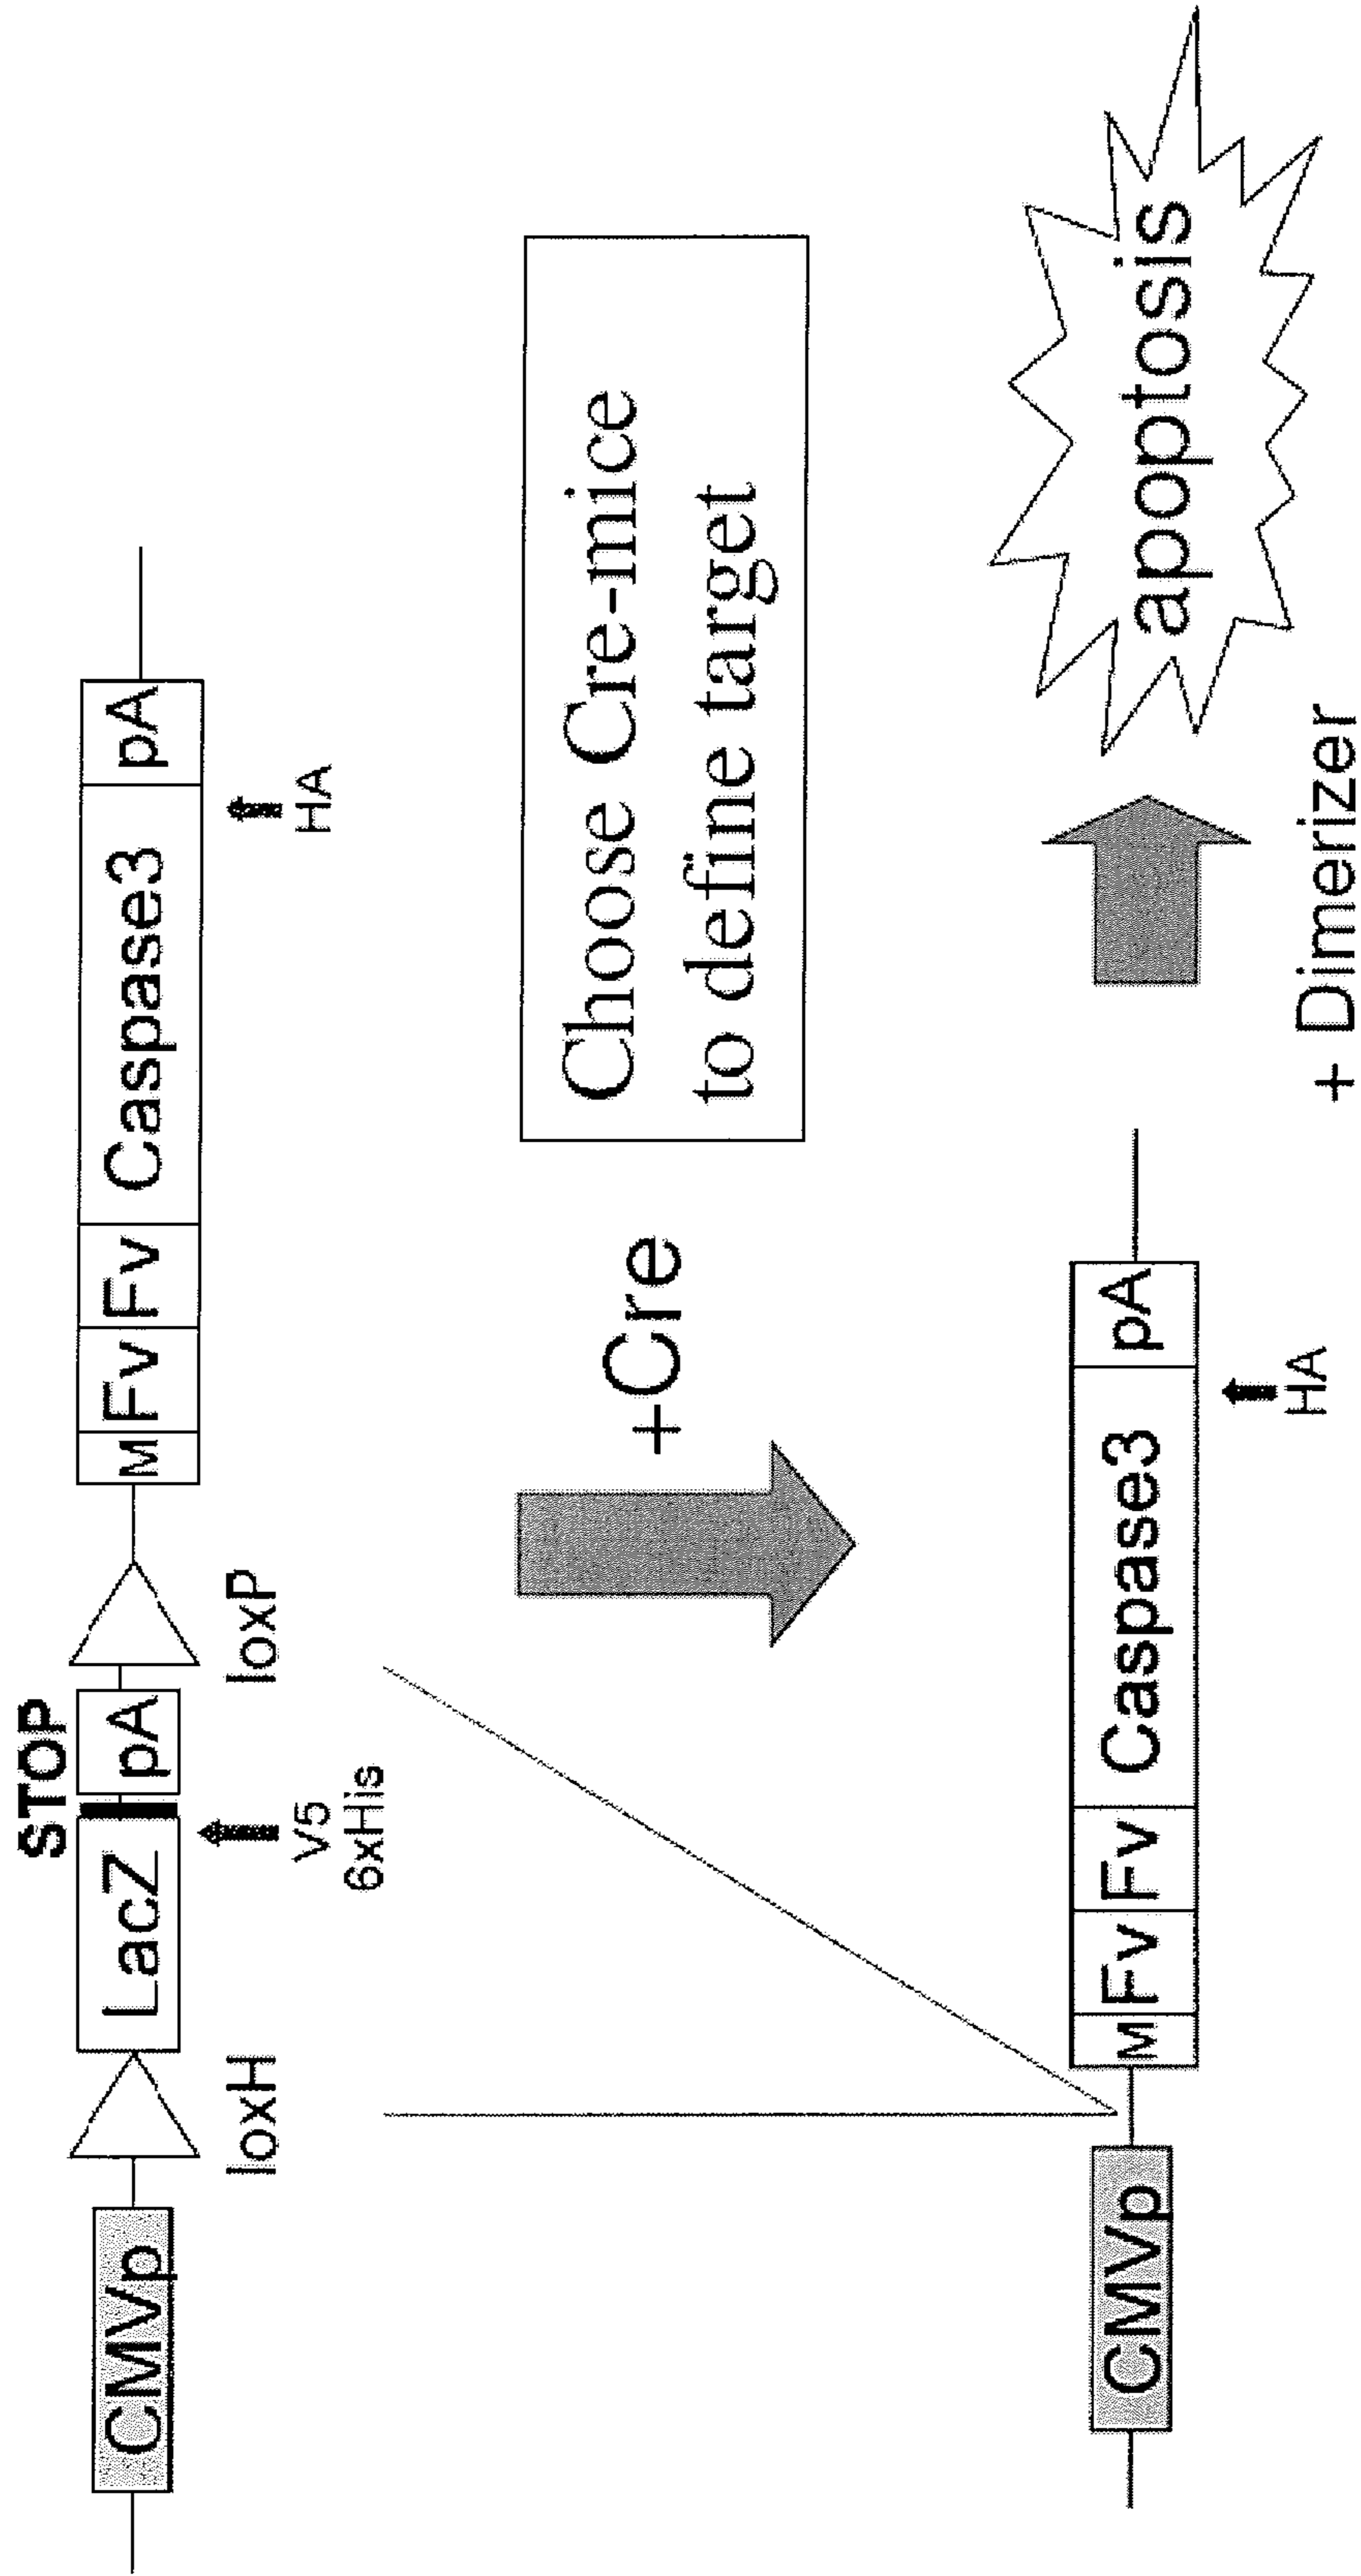 STOP
CMVp LacZ pA M Fv Fv Caspase3 pA
loxH loxP
V5
6xHis
HA
+Cre
Choose Cre-mice
to define target
CMVp M Fv Fv Caspase3 pA
HA
apoptosis
+ Dimerizer